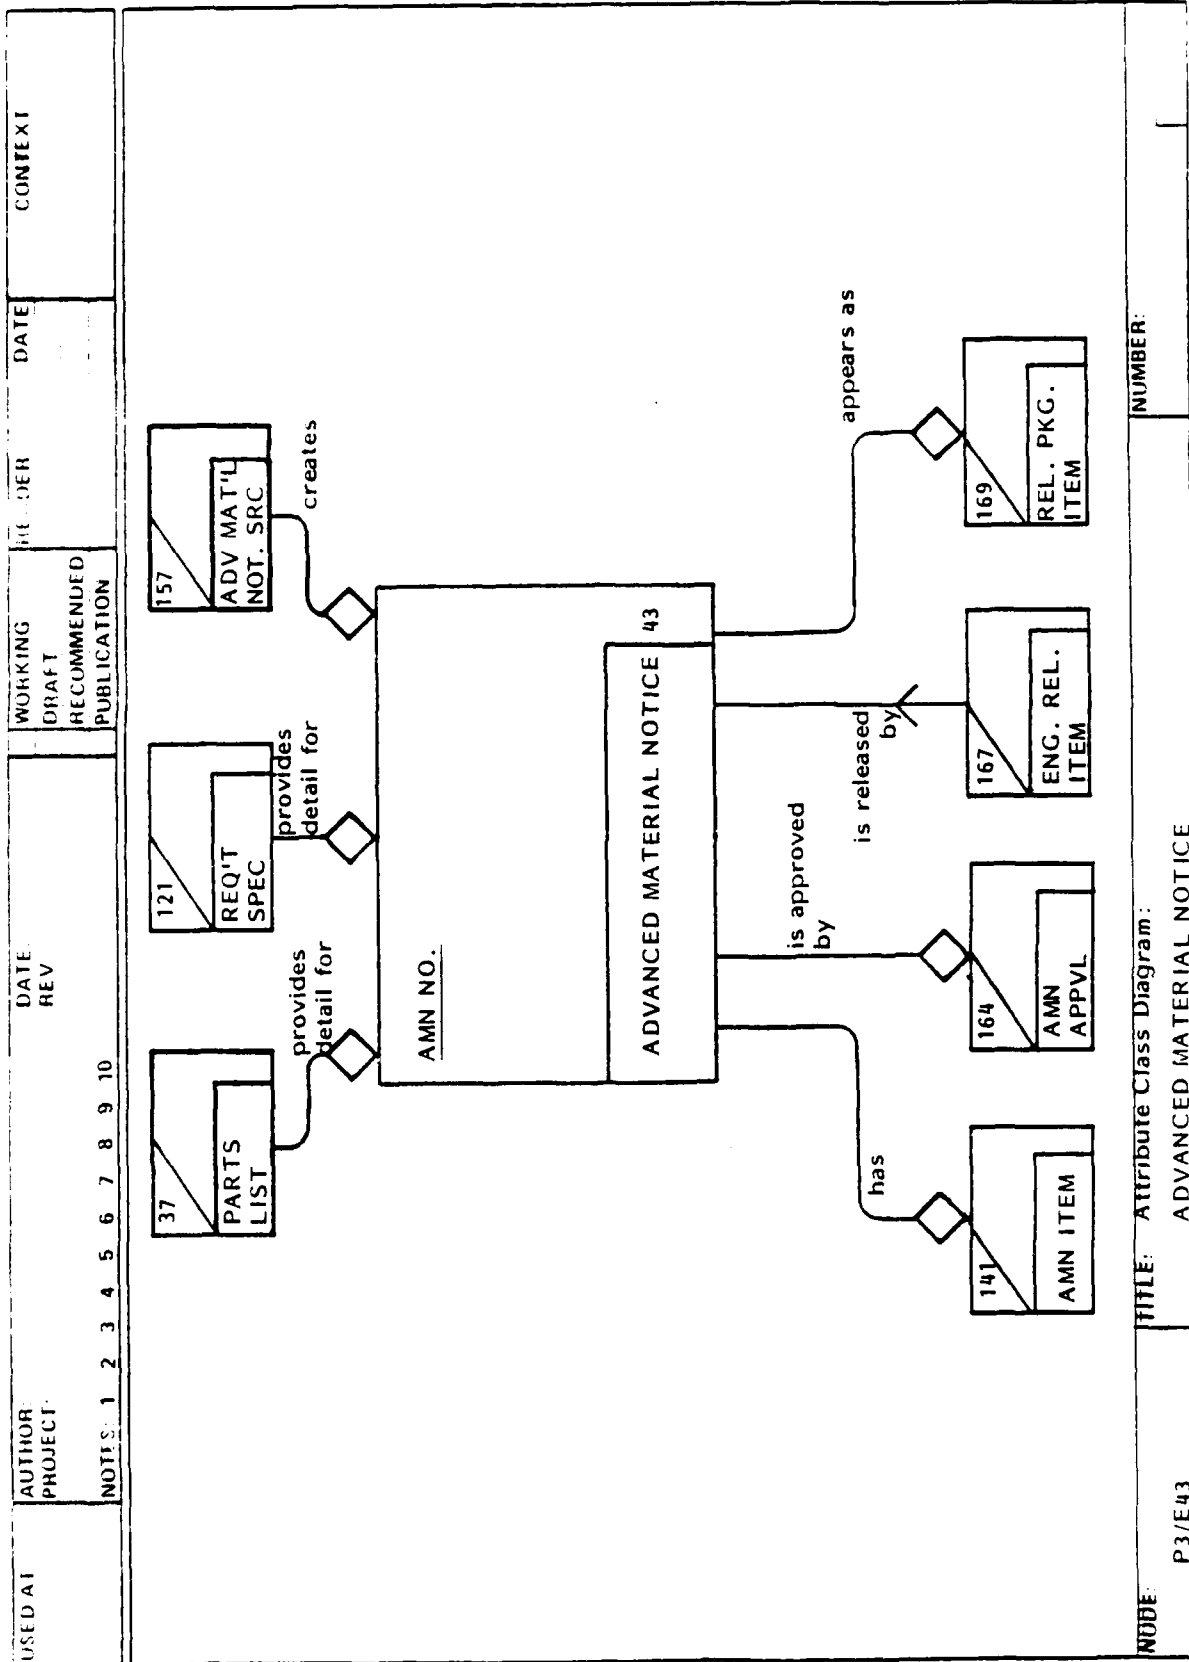 USED AT
AUTHOR:
PROJECT:
NOTES: 1 2 3 4 5 6 7 8 9 10
DATE:
REV
WORKING
DRAFT
RECOMMENDED
PUBLICATION
DATE
CONTEXT
37
PARTS
LIST
121
REQ'T
SPEC
157
ADV MAT'L
NOT. SRC
provides
detail for
provides
detail for
creates
AMN NO.
ADVANCED MATERIAL NOTICE
43
has
is approved
by
is released
by
appears as
141
AMN ITEM
164
AMN
APPVL
167
ENG. REL.
ITEM
169
REL. PKG.
ITEM
NODE:
P3/E43
TITLE: Attribute Class Diagram:
ADVANCED MATERIAL NOTICE
NUMBER: